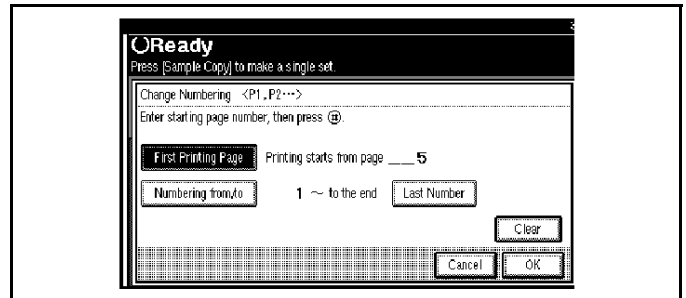 Ready
Press [Sample Copy] to make a single set.
Change Numbering <P1,P2⋯>
Enter starting page number, then press ⊞.
First Printing Page Printing starts from page __5
Numbering from/to 1 ~ to the end Last Number
Clear
Cancel OK